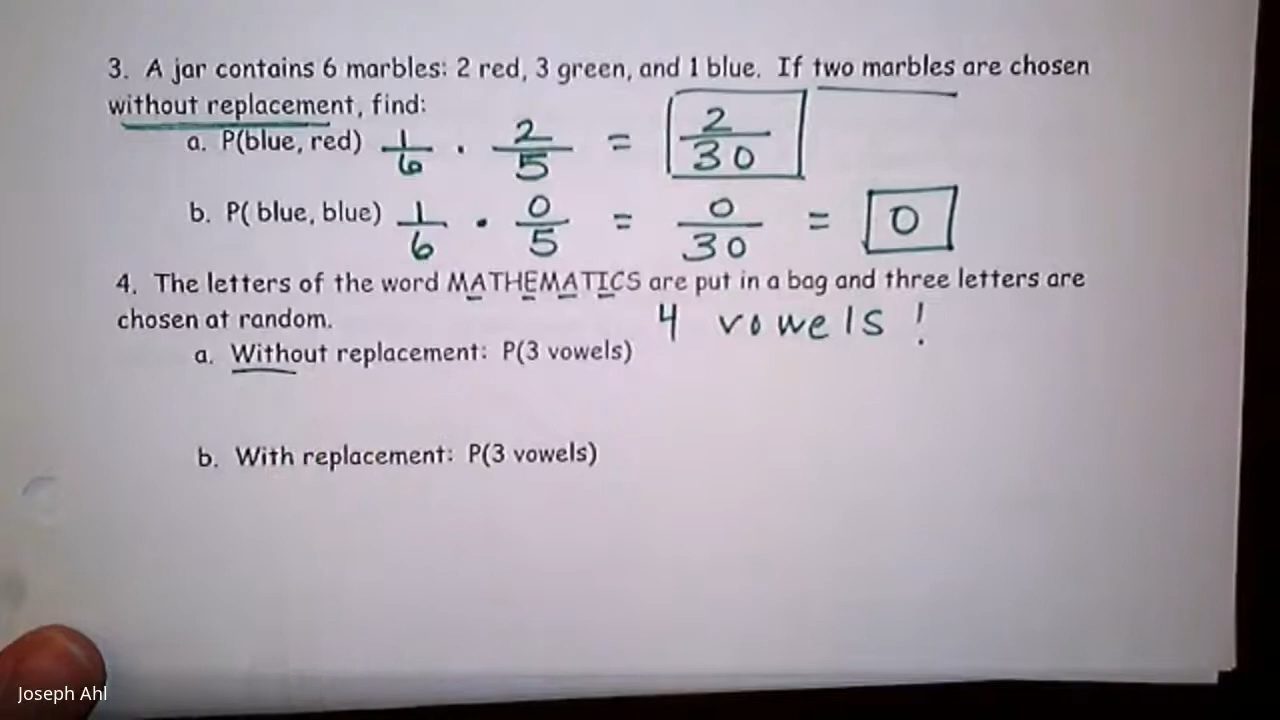 3. A jar contains 6 marbles: 2 red, 3 green, and 1 blue. If two marbles are chosen
without replacement, find:
a. P(blue, red) 1/6 · 2/5 = 2/30
b. P( blue, blue) 1/6 · 0/5 = 0/30 = 0
4. The letters of the word MATHEMATICS are put in a bag and three letters are
chosen at random. 4 vowels !
a. Without replacement: P(3 vowels)
b. With replacement: P(3 vowels)
Joseph Ahl